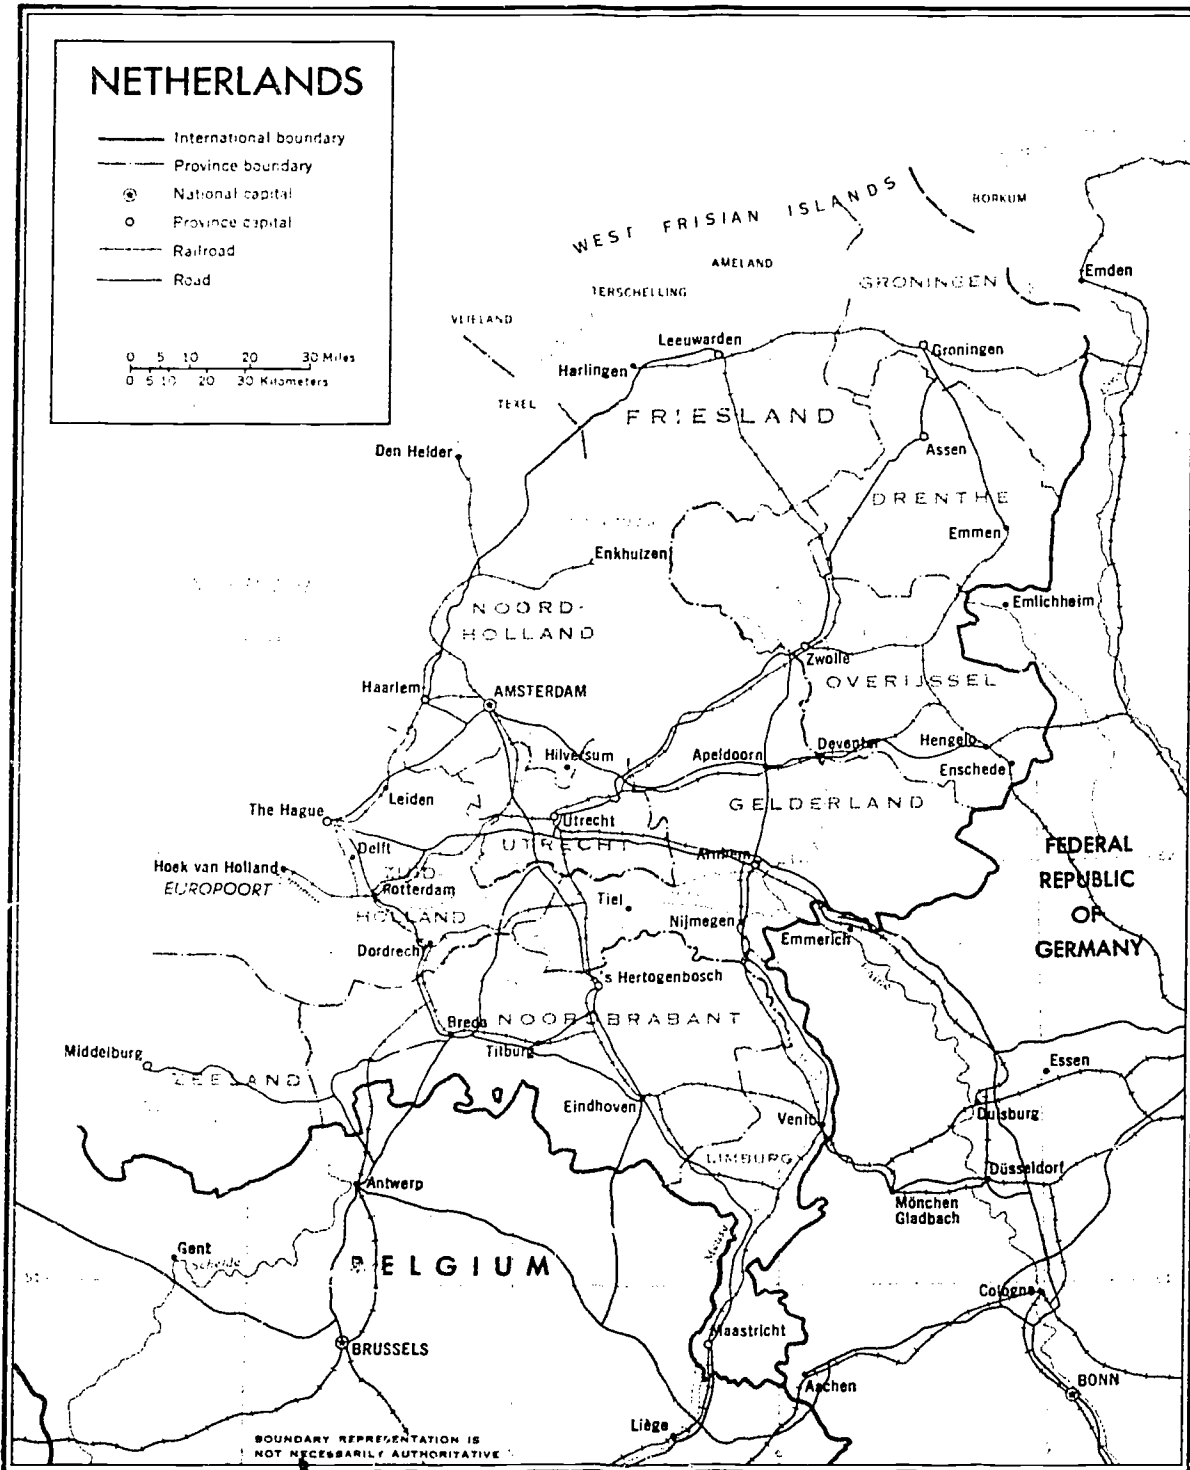 NETHERLANDS
International boundary
Province boundary
National capital
Province capital
Railroad
Road
0 5 10 20 30 Miles
0 5 10 20 30 Kilometers
WEST FRISIAN ISLANDS
BORKUM
AMELAND
TERSCHELLING
VLIELAND
TEXEL
GRONINGEN
Emden
Leeuwarden
Groningen
Harlingen
FRIESLAND
Den Helder
Assen
DRENTHE
Emmen
Enkhuizen
Emlichheim
NOORD-
HOLLAND
Zwolle
OVERIJSSEL
Haarlem
AMSTERDAM
Hilversum
Apeldoorn
Deventer
Hengelo
Enschede
Leiden
GELDERLAND
The Hague
Utrecht
UTRECHT
Delft
Arnhem
FEDERAL
REPUBLIC
OF
GERMANY
Hoek van Holland
EUROPOORT
ZUID-
HOLLAND
Rotterdam
Tiel
Nijmegen
Emmerich
Dordrecht
's Hertogenbosch
NOORD BRABANT
Breda
Tilburg
Middelburg
ZEELAND
Essen
Eindhoven
Venlo
Duisburg
LIMBURG
Düsseldorf
Mönchen
Gladbach
Antwerp
Gent
Schelde
BELGIUM
Meuse
Cologne
Maastricht
BRUSSELS
Aachen
BONN
Liège
BOUNDARY REPRESENTATION IS
NOT NECESSARILY AUTHORITATIVE